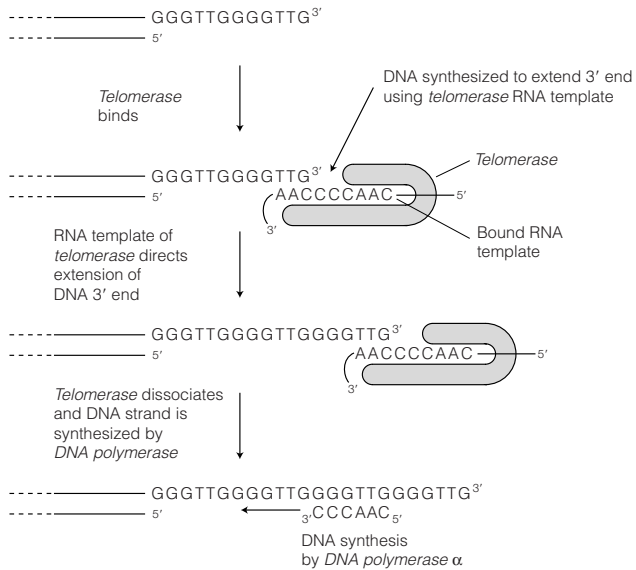 GGGTTGGGGTTG3′
5′
Telomerase
binds
DNA synthesized to extend 3′ end
using telomerase RNA template
GGGTTGGGGTTG3′
Telomerase
AACCCCAAC
5′
5′
3′
Bound RNA
template
RNA template of
telomerase directs
extension of
DNA 3′ end
GGGTTGGGGTTGGGGTTG3′
5′
AACCCCAAC
5′
3′
Telomerase dissociates
and DNA strand is
synthesized by
DNA polymerase
GGGTTGGGGTTGGGGTTGGGGTTG3′
5′
3′CCCAAC5′
DNA synthesis
by DNA polymerase α